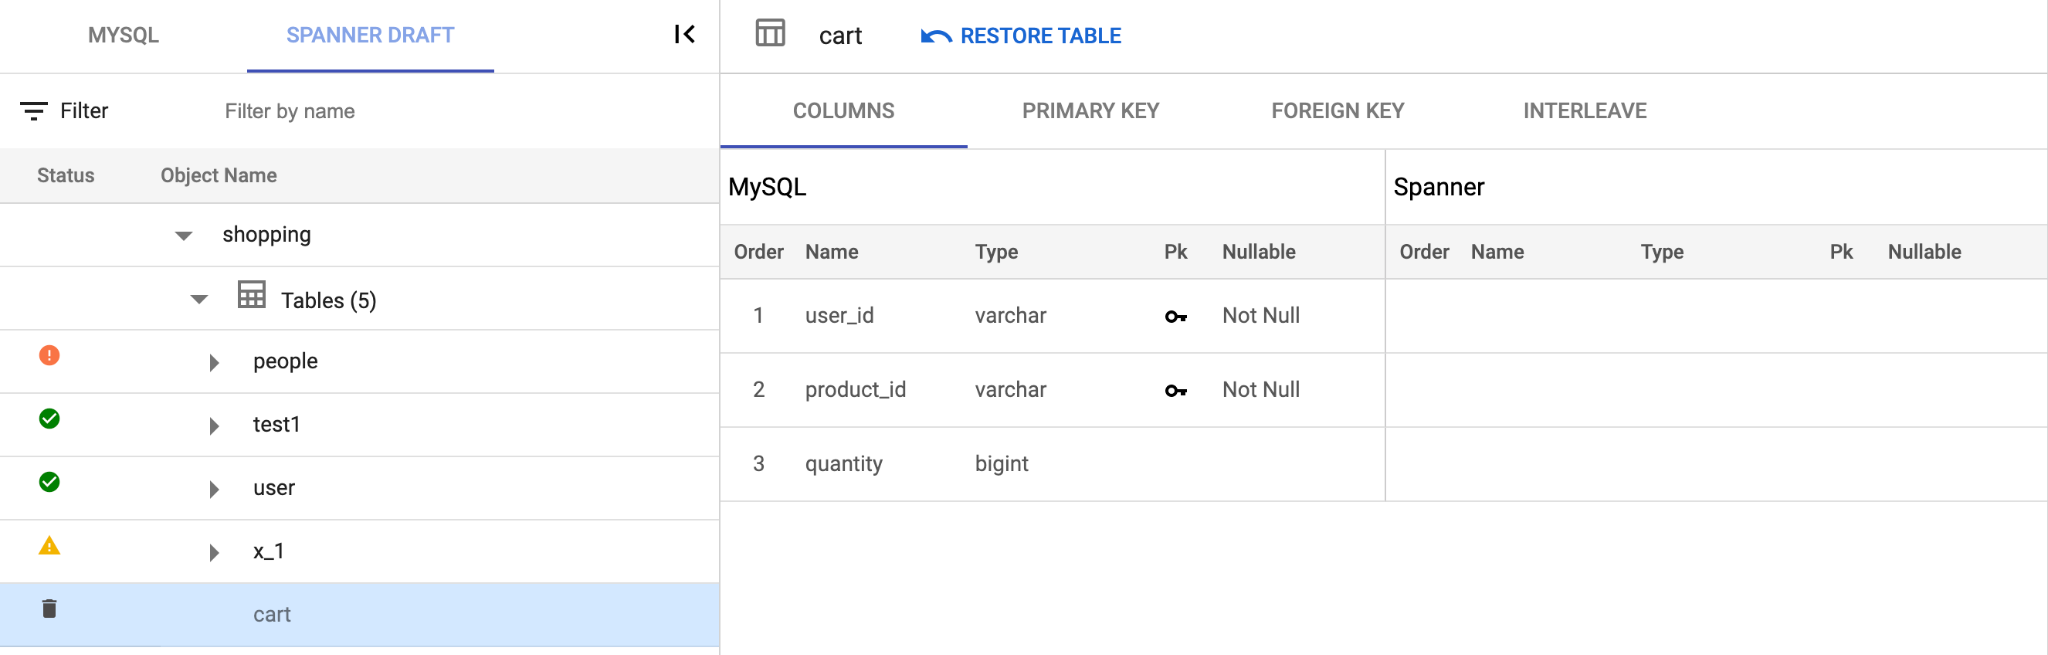 MYSQL SPANNER DRAFT
Filter Filter by name
Status Object Name
shopping
Tables (5)
people
test1
user
x_1
cart
cart RESTORE TABLE
COLUMNS PRIMARY KEY FOREIGN KEY INTERLEAVE
MySQL Spanner
Order Name Type Pk Nullable Order Name Type Pk Nullable
1 user_id varchar Not Null
2 product_id varchar Not Null
3 quantity bigint